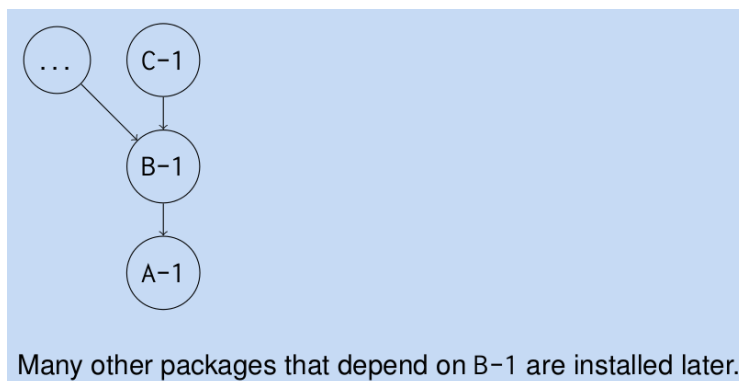 ...
C-1
B-1
A-1
Many other packages that depend on B-1 are installed later.